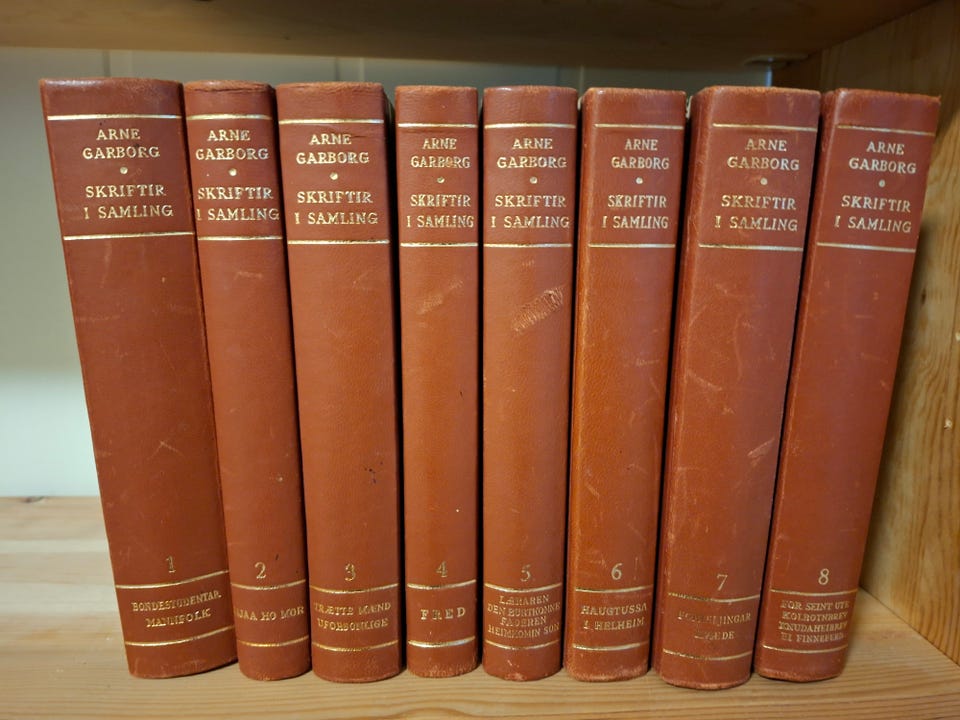 ARNE
GARBORG
SKRIFTIR
I SAMLING
1
BONDESTUDENTAR
MANNFOLK
ARNE
GARBORG
SKRIFTIR
I SAMLING
2
HO MOR
ARNE
GARBORG
SKRIFTIR
I SAMLING
3
TRÆTTE MÆND
UFORSONLIGE
ARNE
GARBORG
SKRIFTIR
I SAMLING
4
FRED
ARNE
GARBORG
SKRIFTIR
I SAMLING
5
LÆRAREN
DEN BURTKOMNE
FADEREN
HEIMKOMIN SON
ARNE
GARBORG
SKRIFTIR
I SAMLING
6
HAUGTUSSA
I HELHEIM
ARNE
GARBORG
SKRIFTIR
I SAMLING
7
ARNE
GARBORG
SKRIFTIR
I SAMLING
8
FOR SEINT UTE
KOLBOTNBREV
KNUDAHEIBREV
EI FINNEFERD